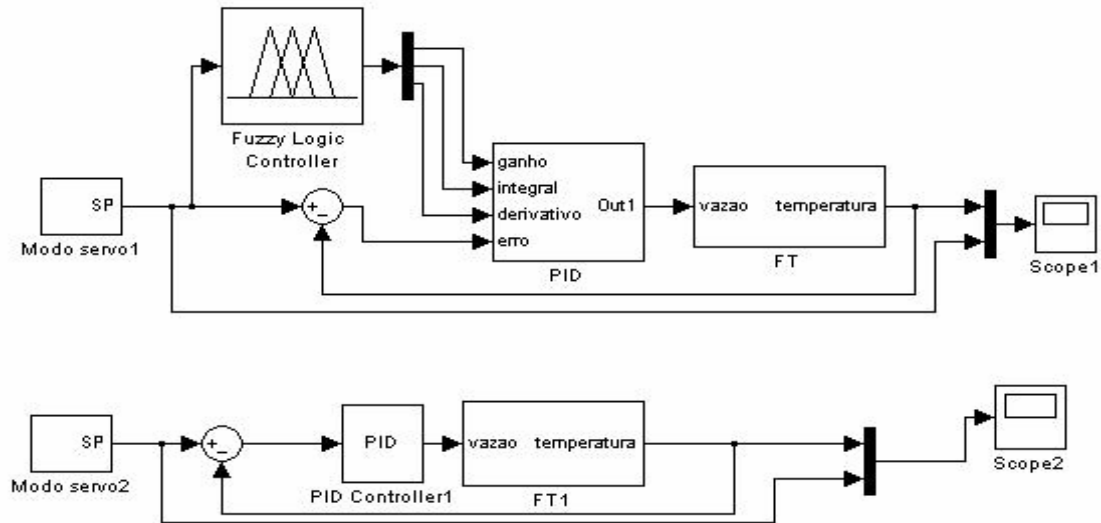 Fuzzy Logic
Controller
SP
Modo servo1
+
−
ganho
integral
derivativo
erro
Out1
PID
vazao
temperatura
FT
Scope1
SP
Modo servo2
+
−
PID
PID Controller1
vazao
temperatura
FT1
Scope2